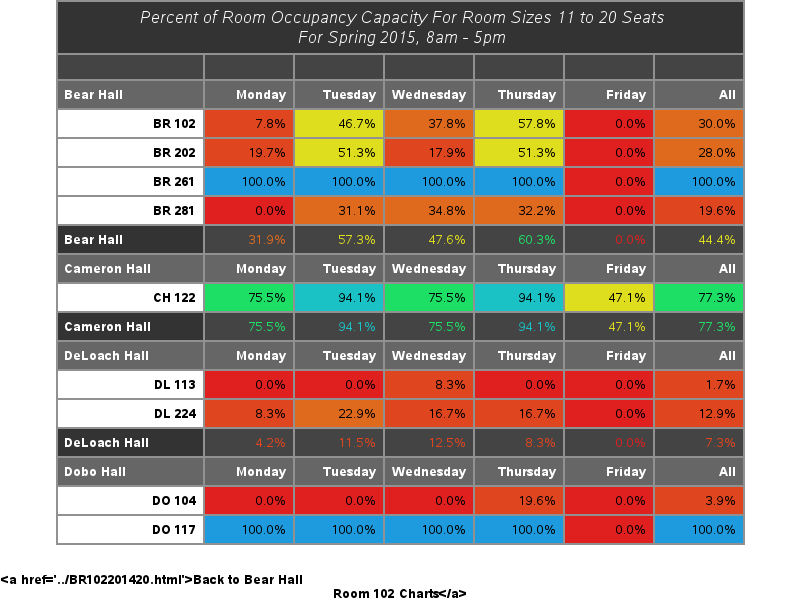 Percent of Room Occupancy Capacity For Room Sizes 11 to 20 Seats
For Spring 2015, 8am - 5pm
Bear Hall Monday Tuesday Wednesday Thursday Friday All
BR 102 7.8% 46.7% 37.8% 57.8% 0.0% 30.0%
BR 202 19.7% 51.3% 17.9% 51.3% 0.0% 28.0%
BR 261 100.0% 100.0% 100.0% 100.0% 0.0% 100.0%
BR 281 0.0% 31.1% 34.8% 32.2% 0.0% 19.6%
Bear Hall 31.9% 57.3% 47.6% 60.3% 0.0% 44.4%
Cameron Hall Monday Tuesday Wednesday Thursday Friday All
CH 122 75.5% 94.1% 75.5% 94.1% 47.1% 77.3%
Cameron Hall 75.5% 94.1% 75.5% 94.1% 47.1% 77.3%
DeLoach Hall Monday Tuesday Wednesday Thursday Friday All
DL 113 0.0% 0.0% 8.3% 0.0% 0.0% 1.7%
DL 224 8.3% 22.9% 16.7% 16.7% 0.0% 12.9%
DeLoach Hall 4.2% 11.5% 12.5% 8.3% 0.0% 7.3%
Dobo Hall Monday Tuesday Wednesday Thursday Friday All
DO 104 0.0% 0.0% 0.0% 19.6% 0.0% 3.9%
DO 117 100.0% 100.0% 100.0% 100.0% 0.0% 100.0%
<a href='../BR102201420.html'>Back to Bear Hall
Room 102 Charts</a>